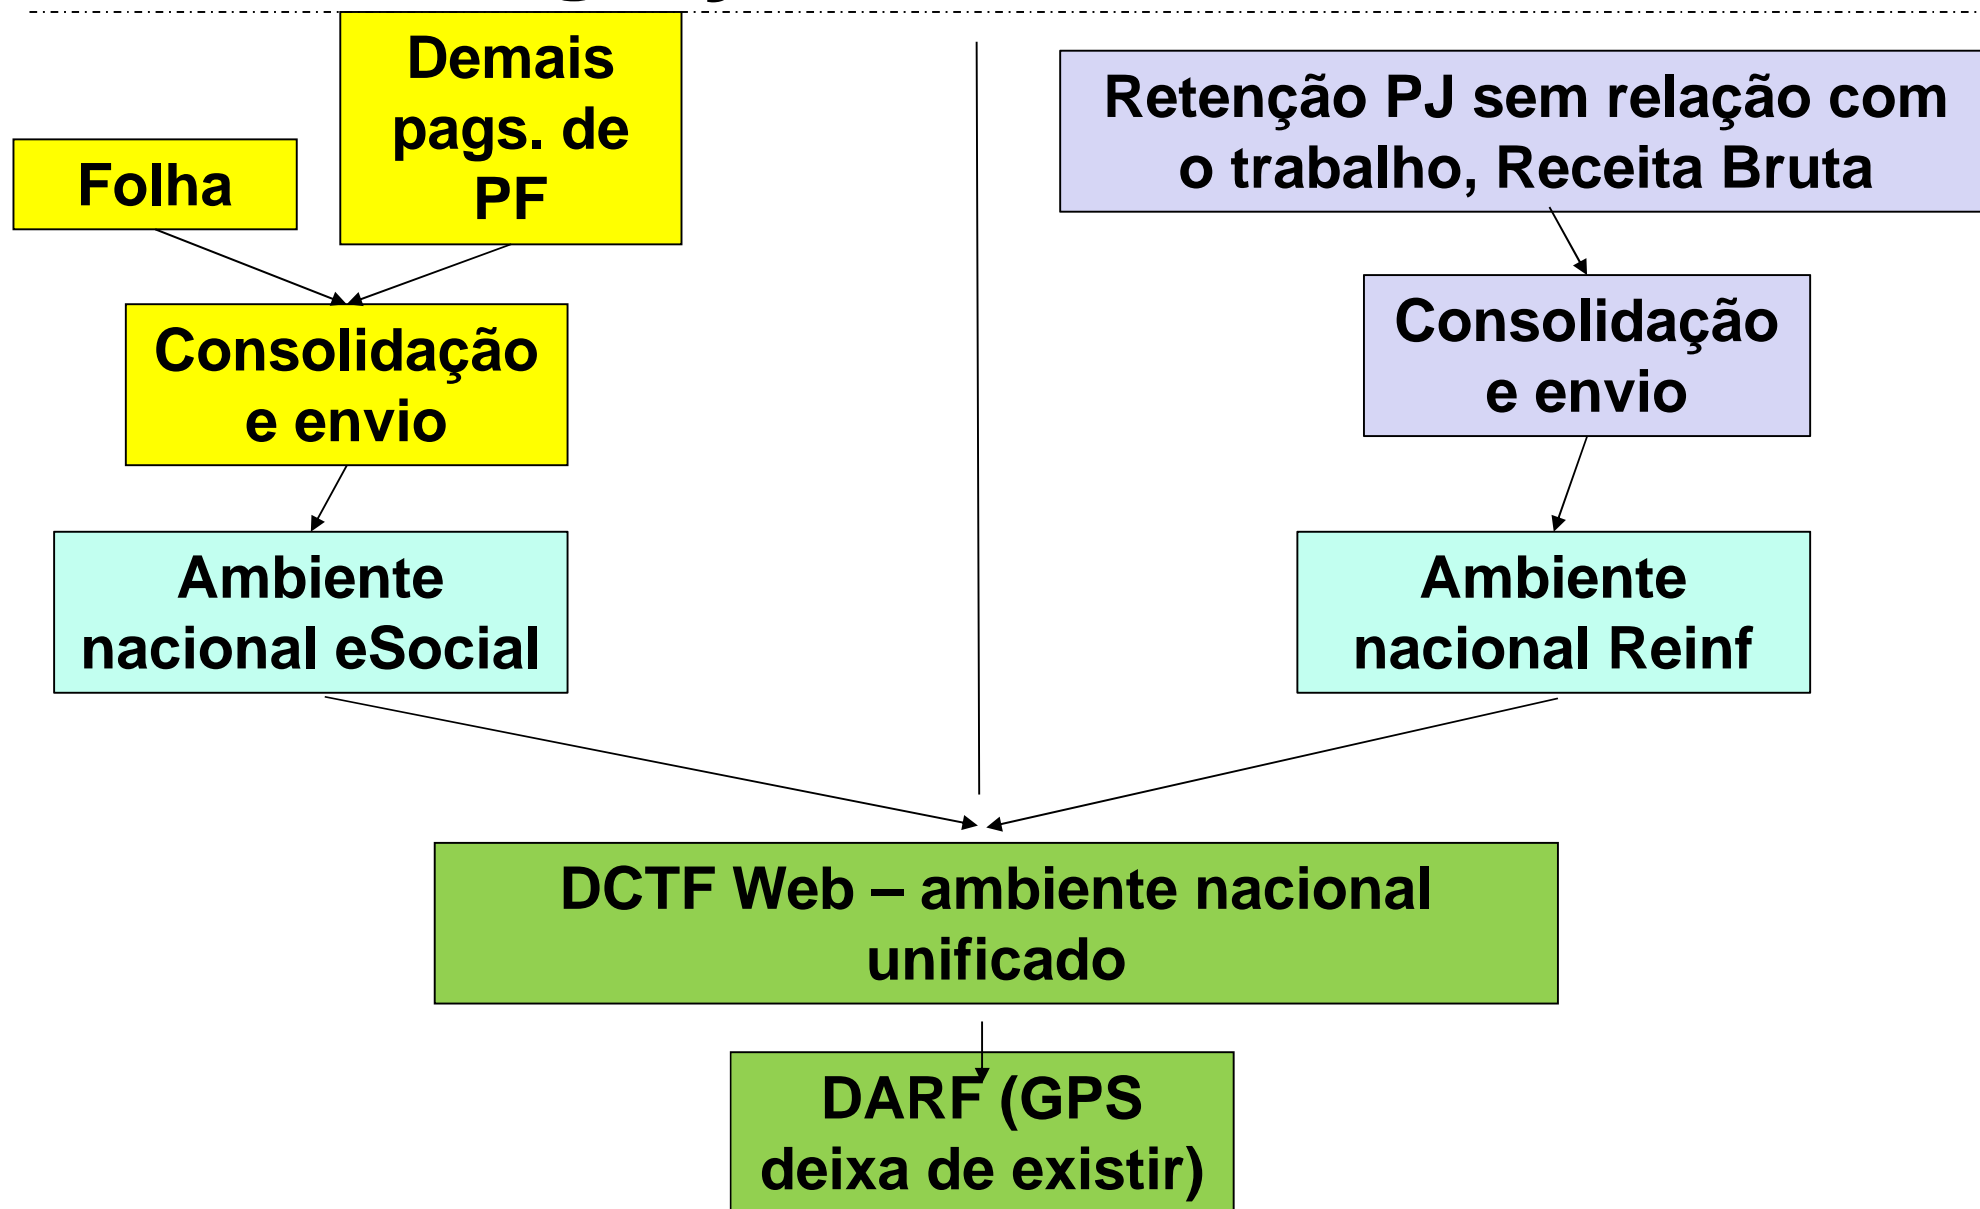 Demais
pags. de
PF
Folha
Consolidação
e envio
Ambiente
nacional eSocial
Retenção PJ sem relação com
o trabalho, Receita Bruta
Consolidação
e envio
Ambiente
nacional Reinf
DCTF Web – ambiente nacional
unificado
DARF (GPS
deixa de existir)